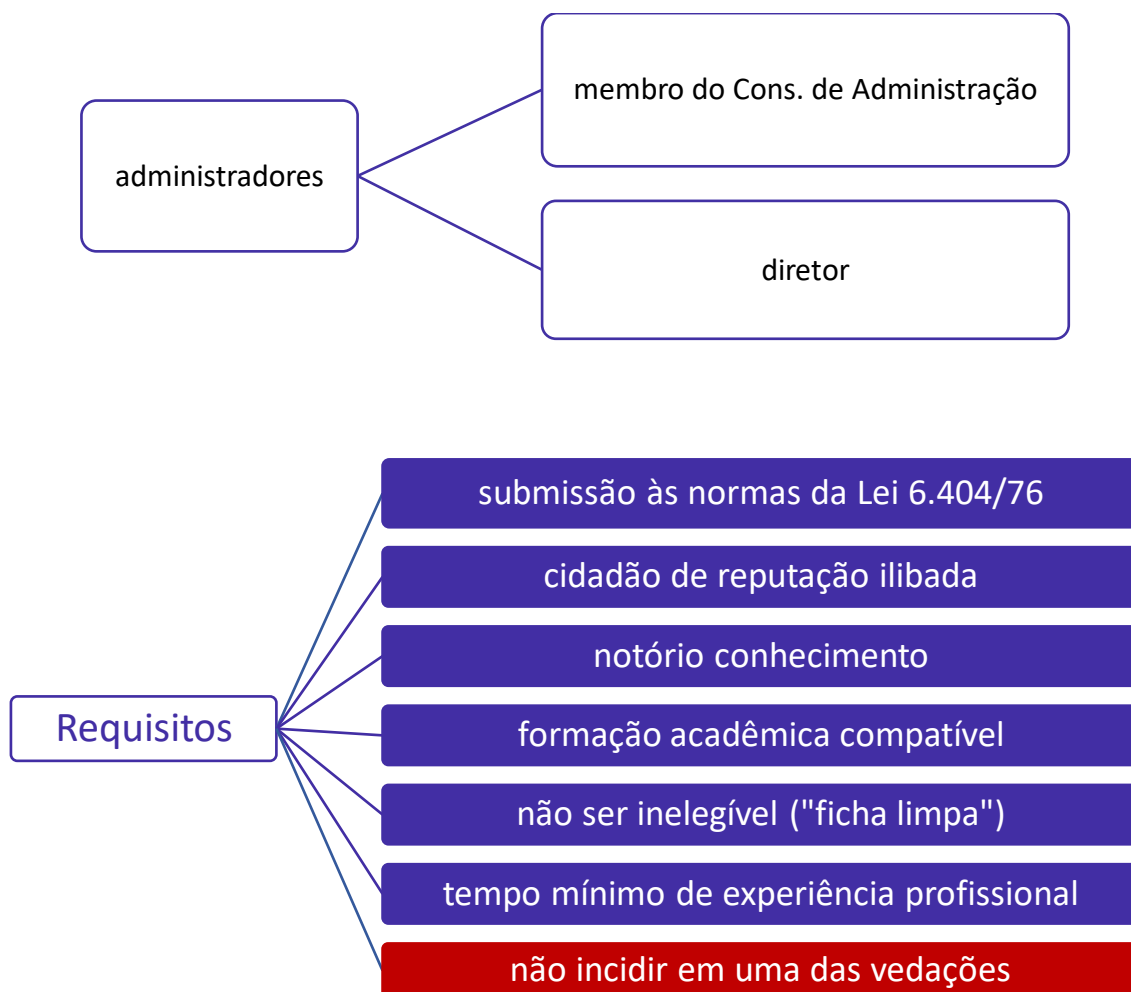 membro do Cons. de Administração
administradores
diretor
submissão às normas da Lei 6.404/76
cidadão de reputação ilibada
notório conhecimento
Requisitos
formação acadêmica compatível
não ser inelegível ("ficha limpa")
tempo mínimo de experiência profissional
não incidir em uma das vedações